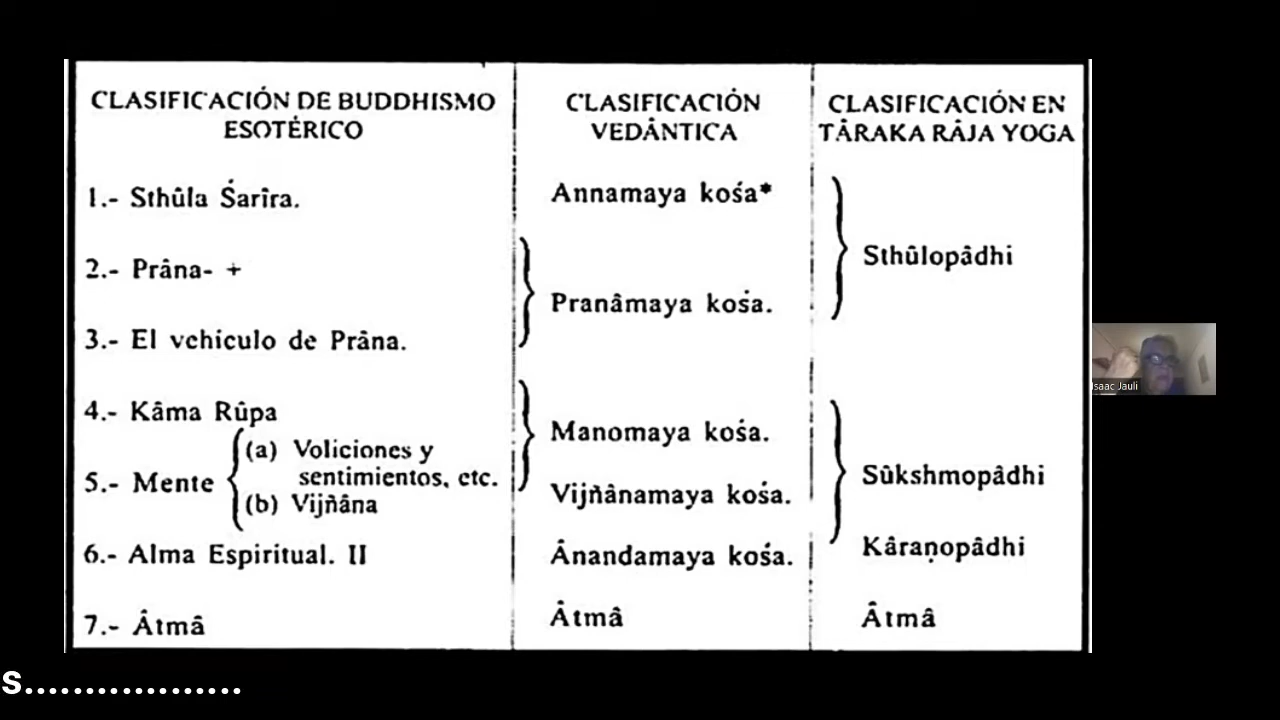 CLASIFICACIÓN DE BUDDHISMO
ESOTÉRICO
1.- Sthûla Śarîra.
2.- Prâna- +
3.- El vehiculo de Prâna.
4.- Kâma Rûpa
5.- Mente
(a) Voliciones y
sentimientos, etc.
(b) Vijñâna
6.- Alma Espiritual. II
7.- Âtmâ
CLASIFICACIÓN
VEDÂNTICA
Annamaya kośa*
Pranâmaya kośa.
Manomaya kośa.
Vijñânamaya kośa.
Ânandamaya kośa.
Âtmâ
CLASIFICACIÓN EN
TÂRAKA RÂJA YOGA
Sthûlopâdhi
Sûkshmopâdhi
Kâraṇopâdhi
Âtmâ
Isaac Jauli
s..................